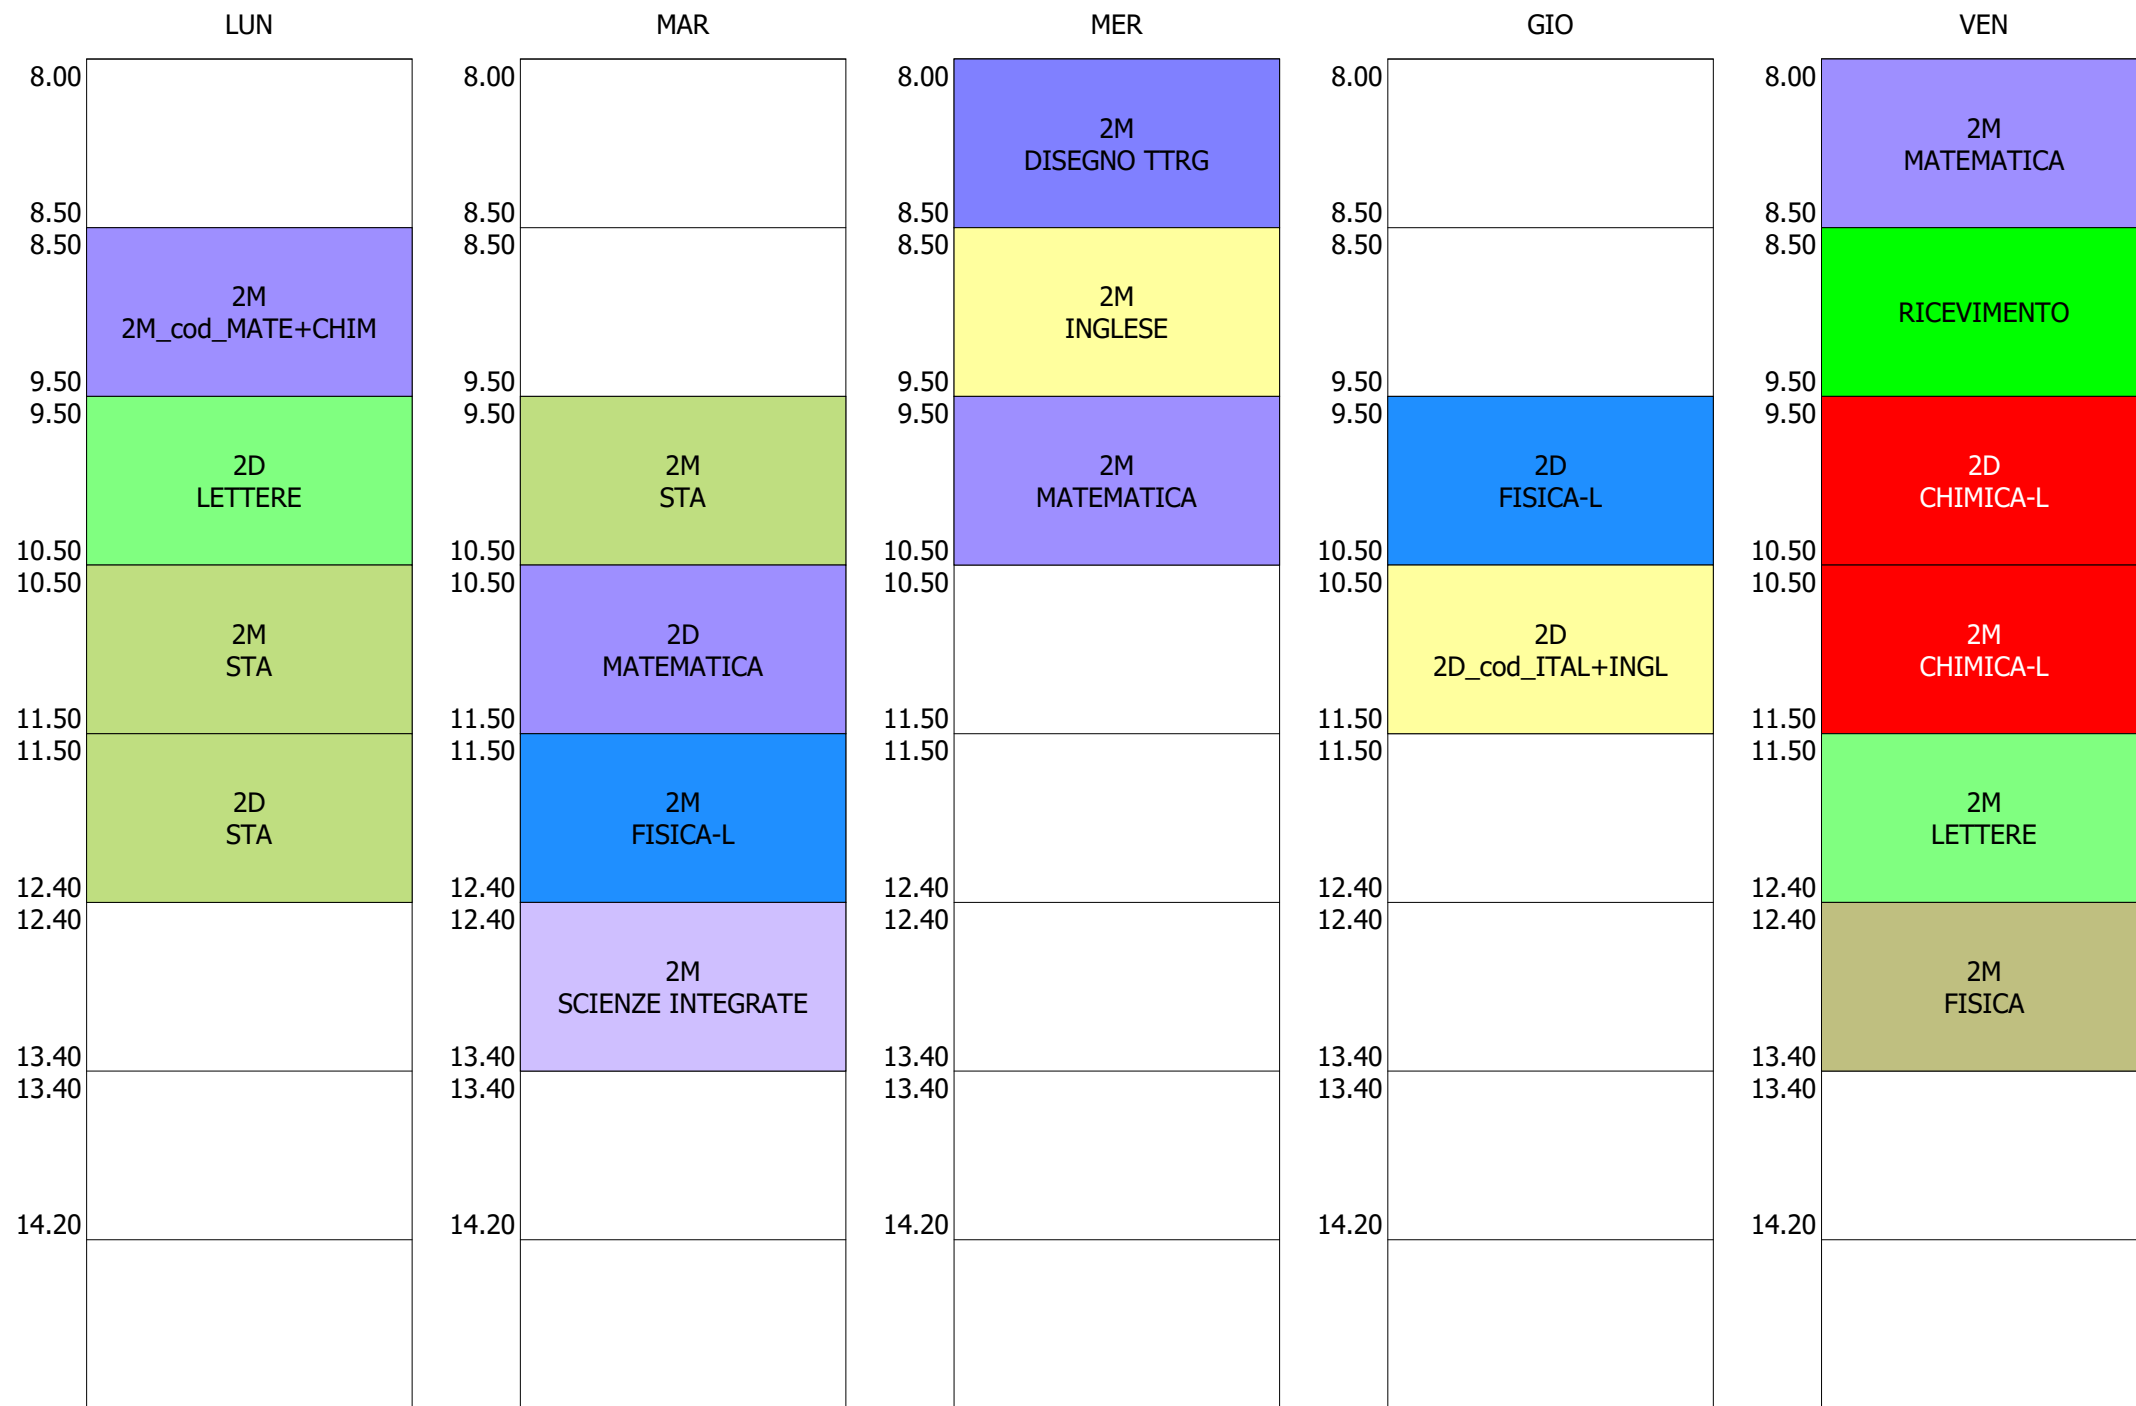 LUN
MAR
MER
GIO
VEN
8.00
8.00
8.00
8.00
8.00
2M
DISEGNO TTRG
2M
MATEMATICA
8.50
8.50
8.50
8.50
8.50
8.50
8.50
8.50
8.50
8.50
2M
2M_cod_MATE+CHIM
2M
INGLESE
RICEVIMENTO
9.50
9.50
9.50
9.50
9.50
9.50
9.50
9.50
9.50
9.50
2D
LETTERE
2M
STA
2M
MATEMATICA
2D
FISICA-L
2D
CHIMICA-L
10.50
10.50
10.50
10.50
10.50
10.50
10.50
10.50
10.50
10.50
2M
STA
2D
MATEMATICA
2D
2D_cod_ITAL+INGL
2M
CHIMICA-L
11.50
11.50
11.50
11.50
11.50
11.50
11.50
11.50
11.50
11.50
2D
STA
2M
FISICA-L
2M
LETTERE
12.40
12.40
12.40
12.40
12.40
12.40
12.40
12.40
12.40
12.40
2M
SCIENZE INTEGRATE
2M
FISICA
13.40
13.40
13.40
13.40
13.40
13.40
13.40
13.40
13.40
13.40
14.20
14.20
14.20
14.20
14.20